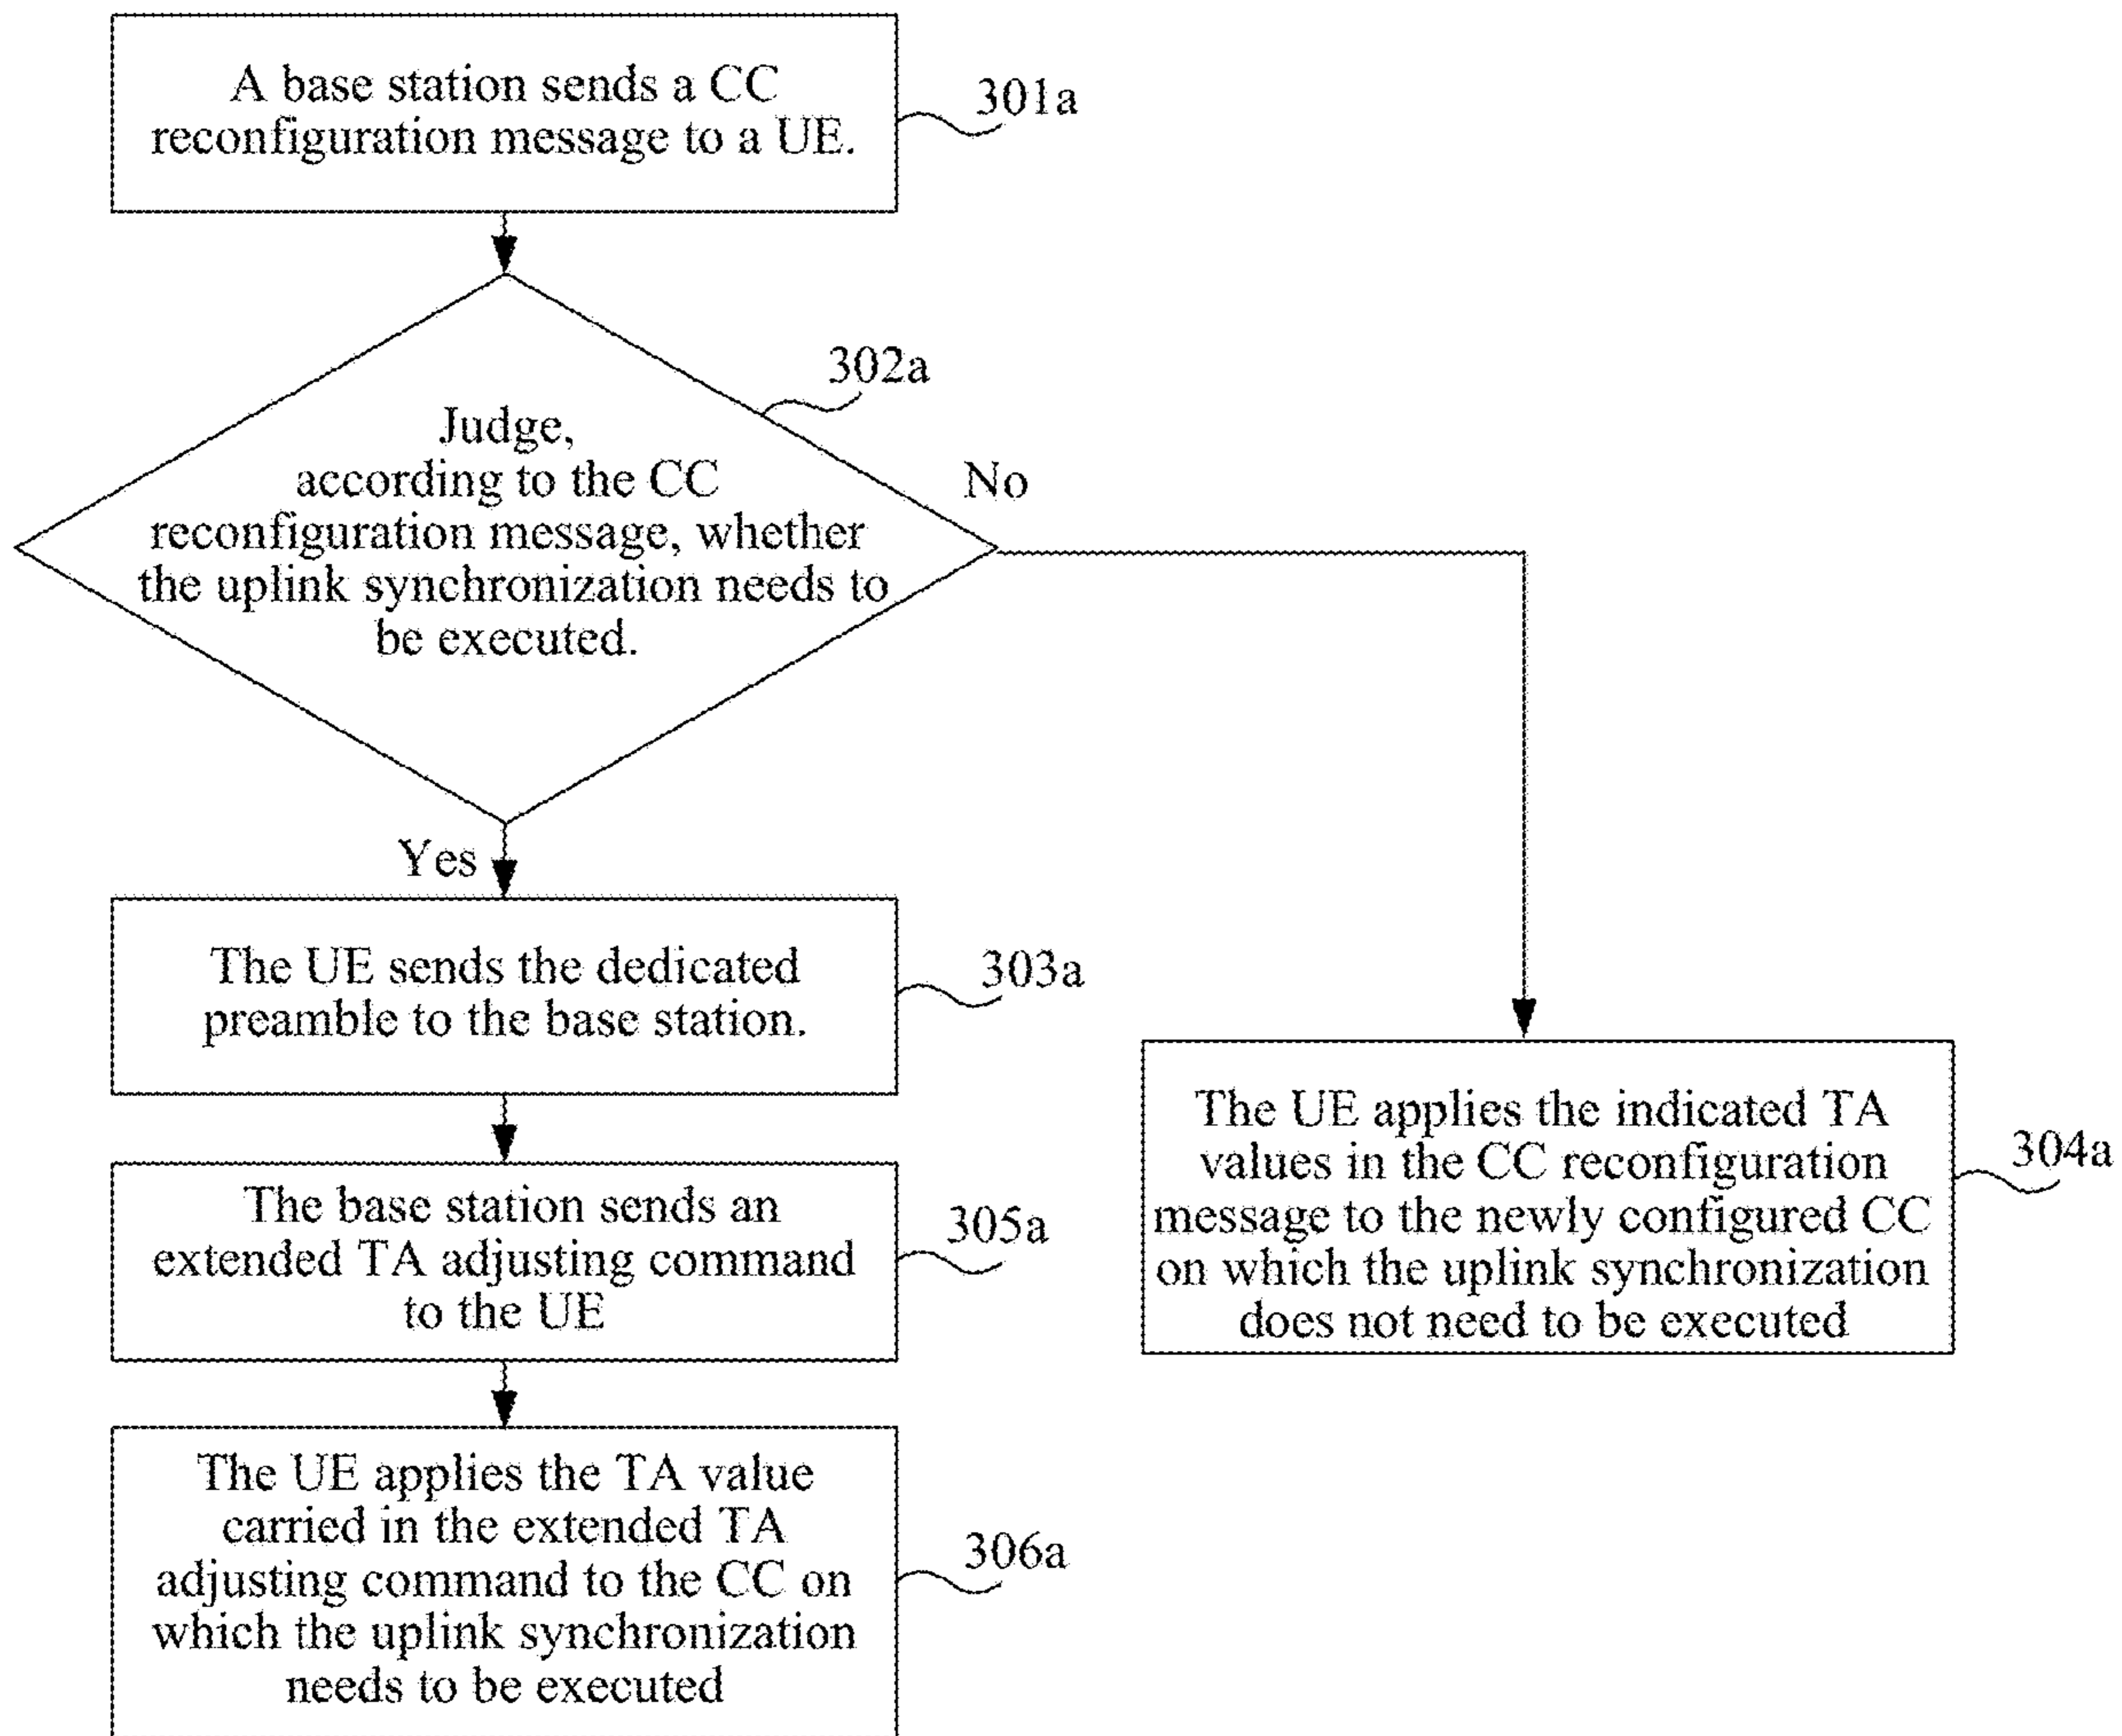 A base station sends a CC
reconfiguration message to a UE.
301a
302a
Judge,
according to the CC
reconfiguration message, whether
the uplink synchronization needs to
be executed.
No
Yes
The UE sends the dedicated
preamble to the base station.
303a
The UE applies the indicated TA
values in the CC reconfiguration
message to the newly configured CC
on which the uplink synchronization
does not need to be executed
304a
The base station sends an
extended TA adjusting command
to the UE
305a
The UE applies the TA value
carried in the extended TA
adjusting command to the CC on
which the uplink synchronization
needs to be executed
306a